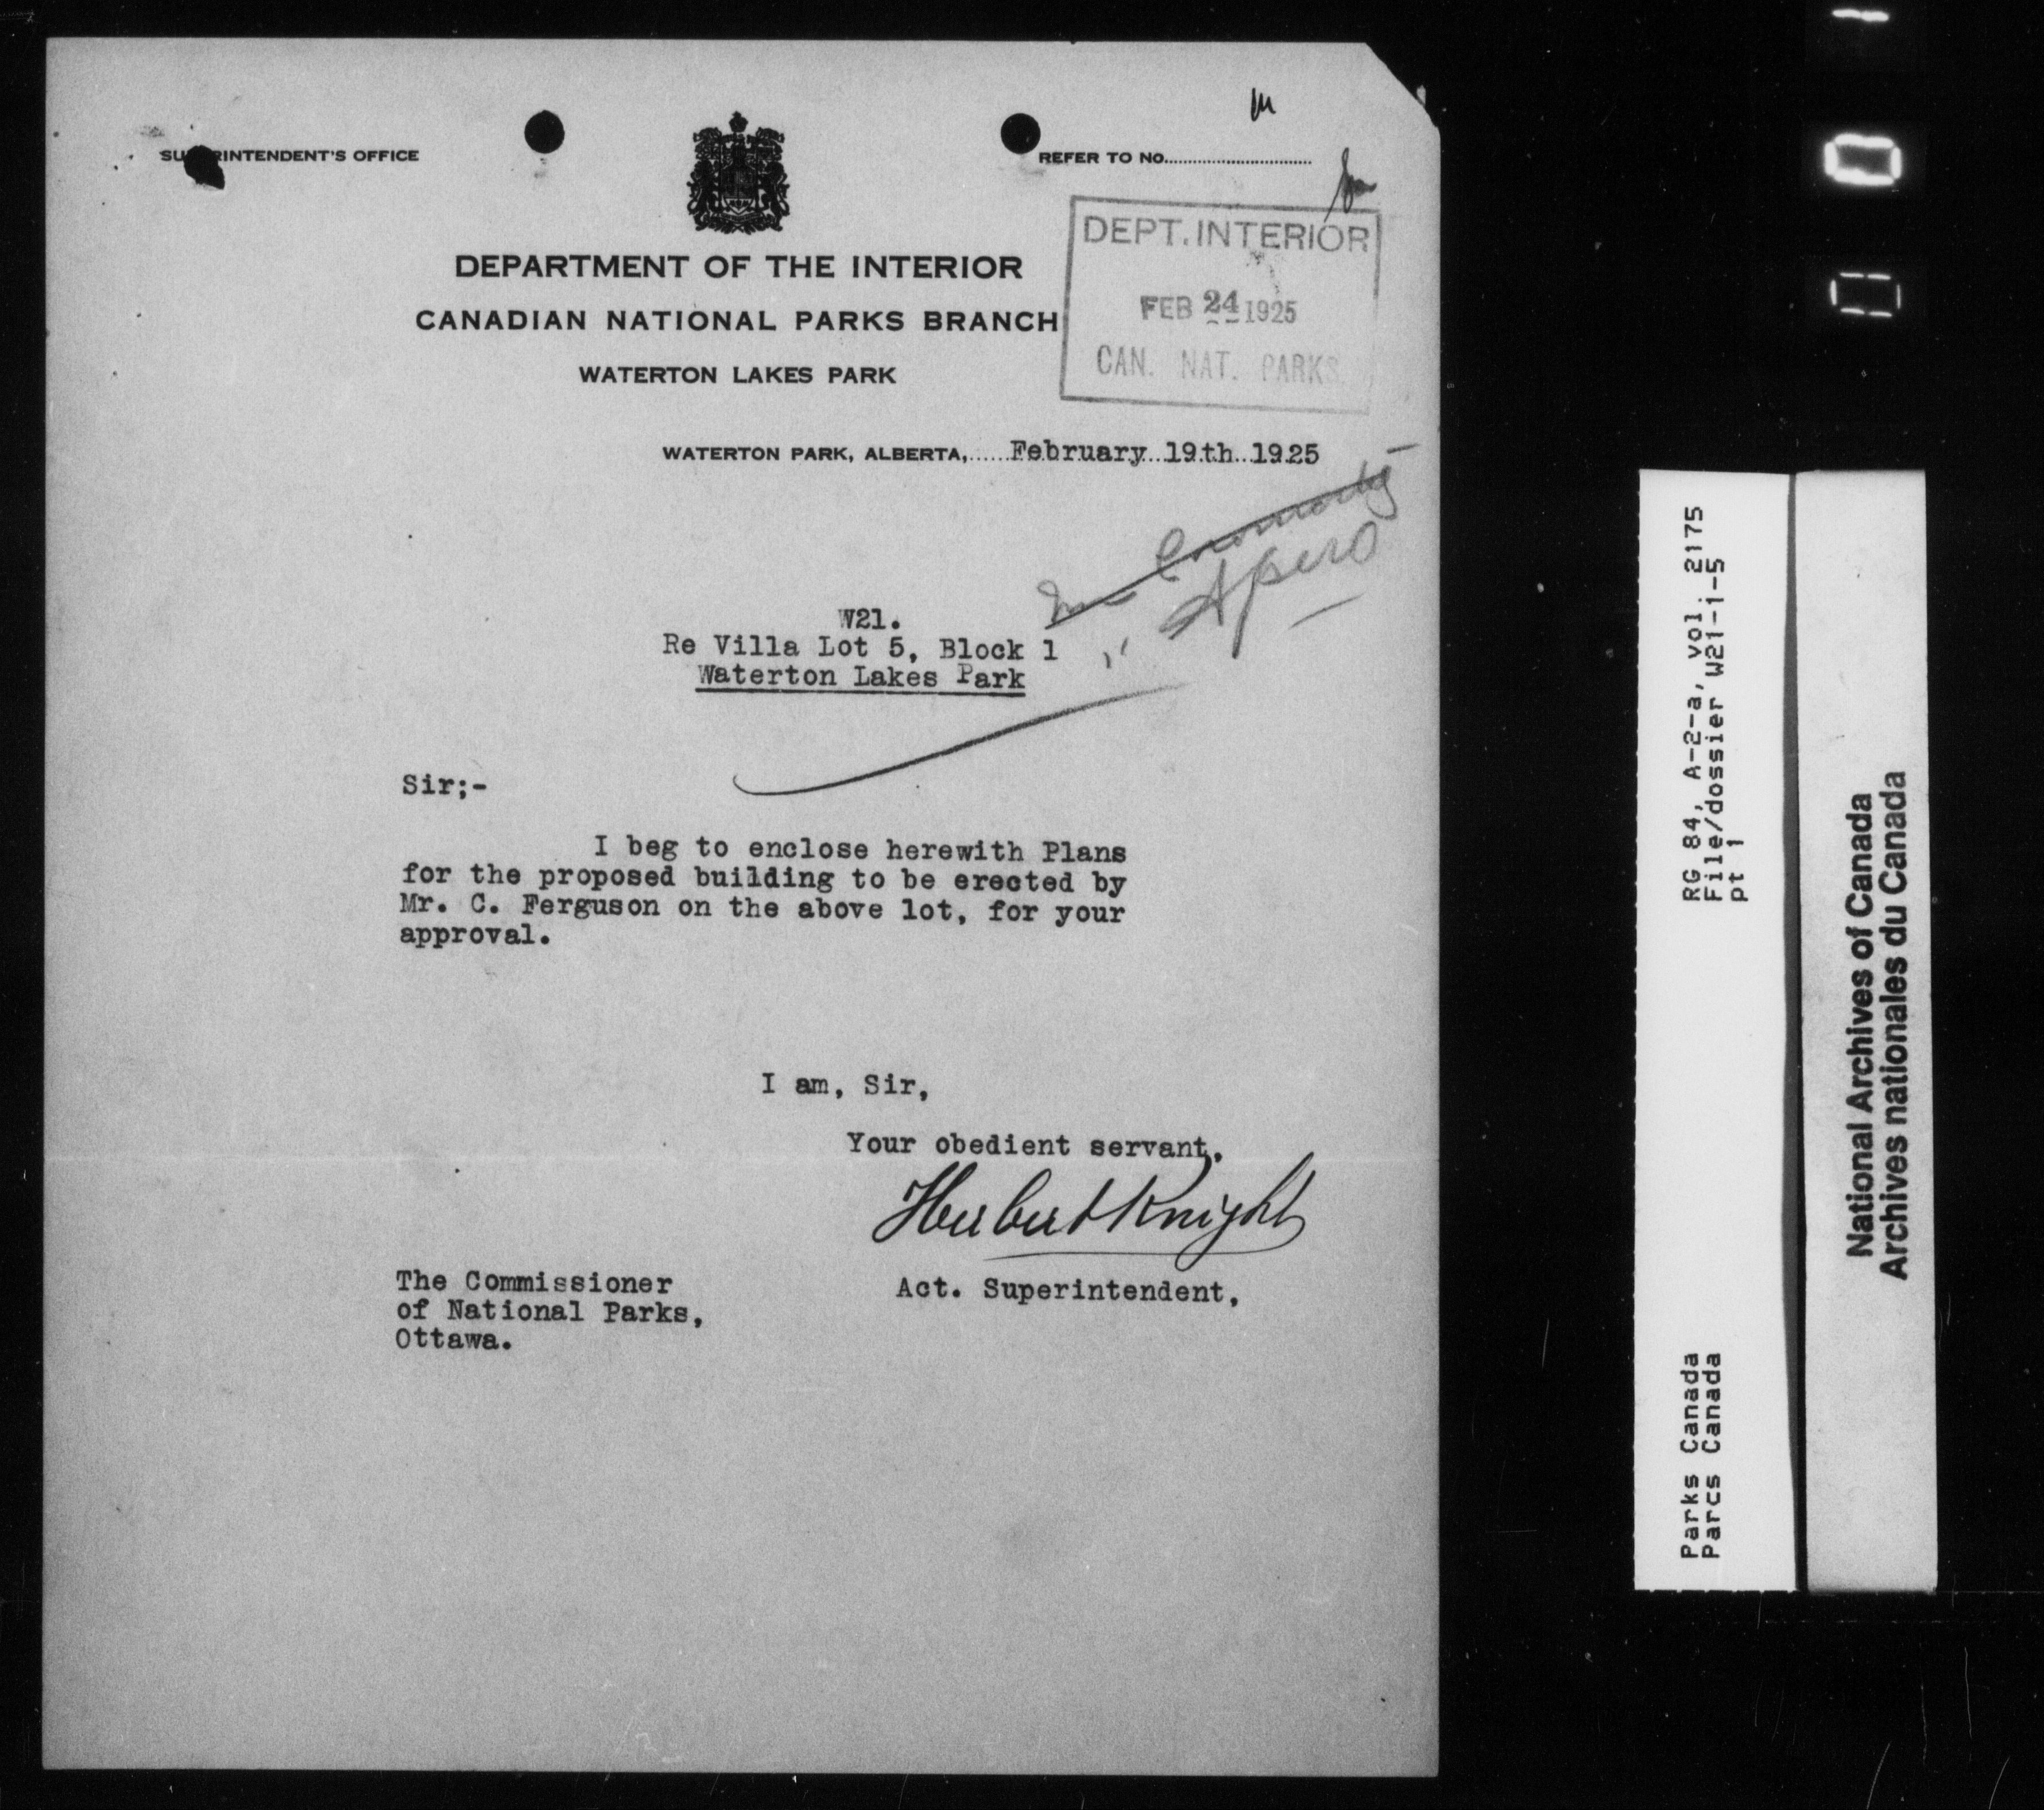 SUPERINTENDENT'S OFFICE
REFER TO NO.
DEPARTMENT OF THE INTERIOR
CANADIAN NATIONAL PARKS BRANCH
WATERTON LAKES PARK
DEPT. INTERIOR
FEB 24 1925
CAN. NAT. PARKS.
WATERTON PARK, ALBERTA, February 19th 1925
Mr Cromarty
" Spero
W21.
Re Villa Lot 5, Block 1
Waterton Lakes Park
Sir;-
I beg to enclose herewith Plans
for the proposed building to be erected by
Mr. C. Ferguson on the above lot, for your
approval.
I am, Sir,
Your obedient servant,
Herbert Knight
Act. Superintendent,
The Commissioner
of National Parks,
Ottawa.
RG 84, A-2-a, vol. 2175
File/dossier W21-1-5
pt 1
Parks Canada
Parcs Canada
National Archives of Canada
Archives nationales du Canada